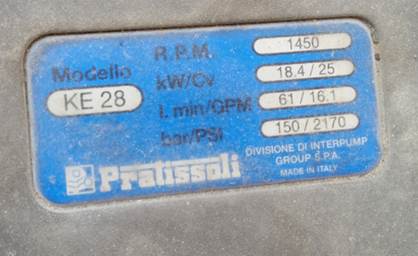 R.P.M. 1450
Modello kW/Cv 18.4 / 25
KE 28 L min/GPM 61 / 16.1
bar/PSI 150 / 2170
Pratissoli DIVISIONE DI INTERPUMP
GROUP S.P.A.
MADE IN ITALY